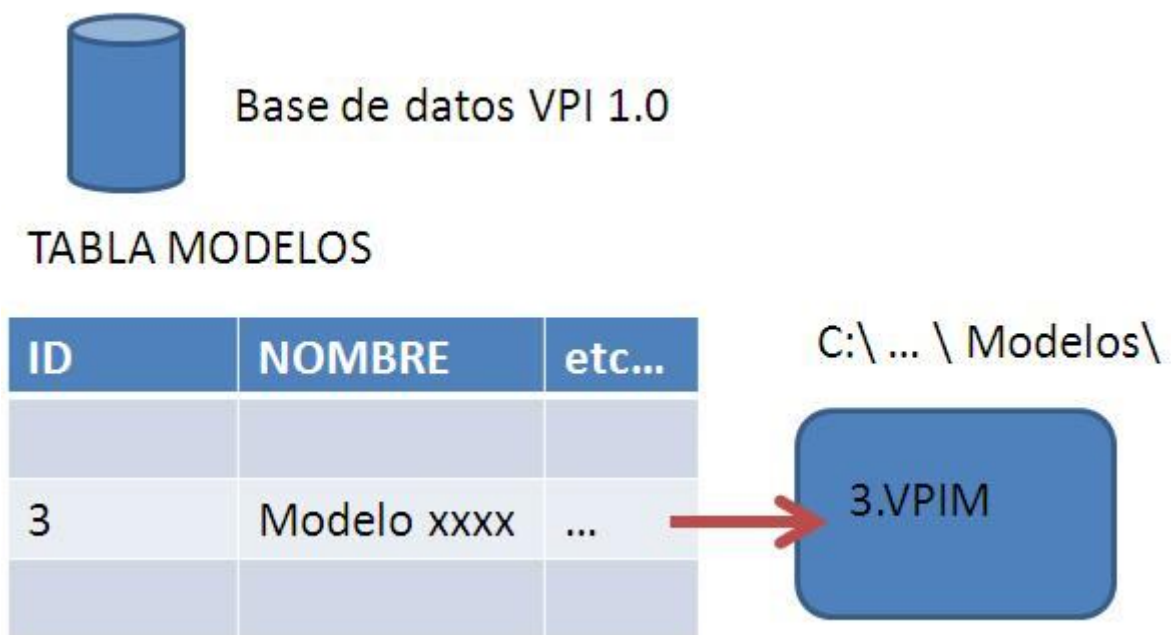 Base de datos VPI 1.0
TABLA MODELOS
C:\ ... \ Modelos\
ID NOMBRE etc...
3 Modelo xxxx ...
3.VPIM